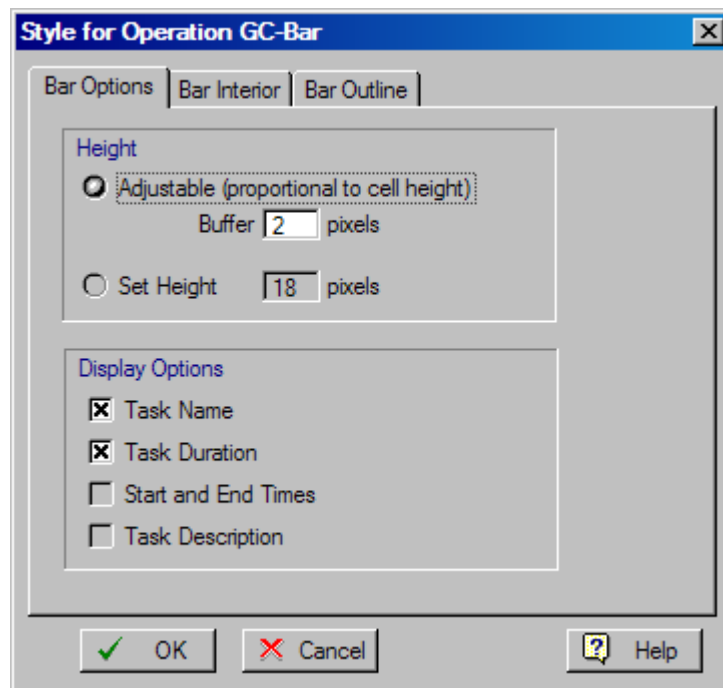 Style for Operation GC-Bar
Bar Options Bar Interior Bar Outline
Height
Adjustable (proportional to cell height)
Buffer 2 pixels
Set Height 18 pixels
Display Options
Task Name
Task Duration
Start and End Times
Task Description
OK Cancel Help